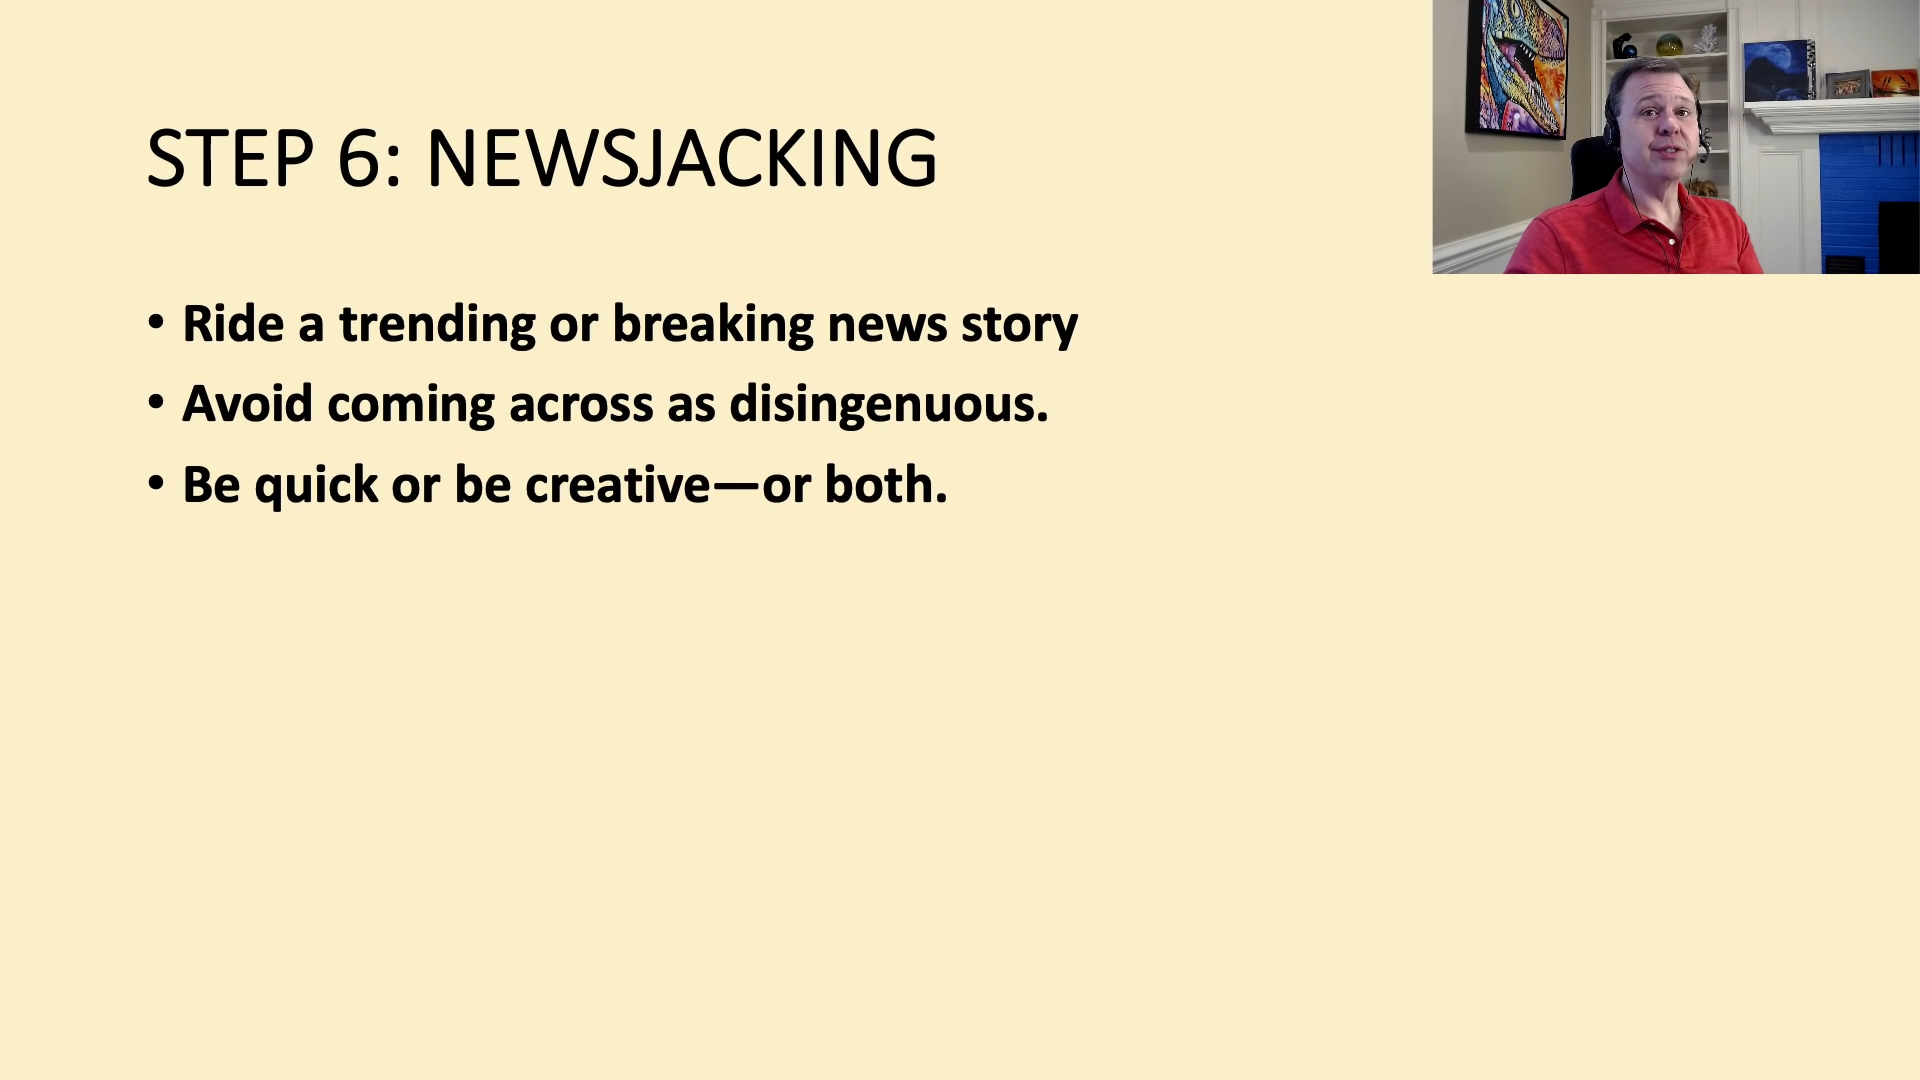 STEP 6: NEWSJACKING
• Ride a trending or breaking news story
• Avoid coming across as disingenuous.
• Be quick or be creative—or both.